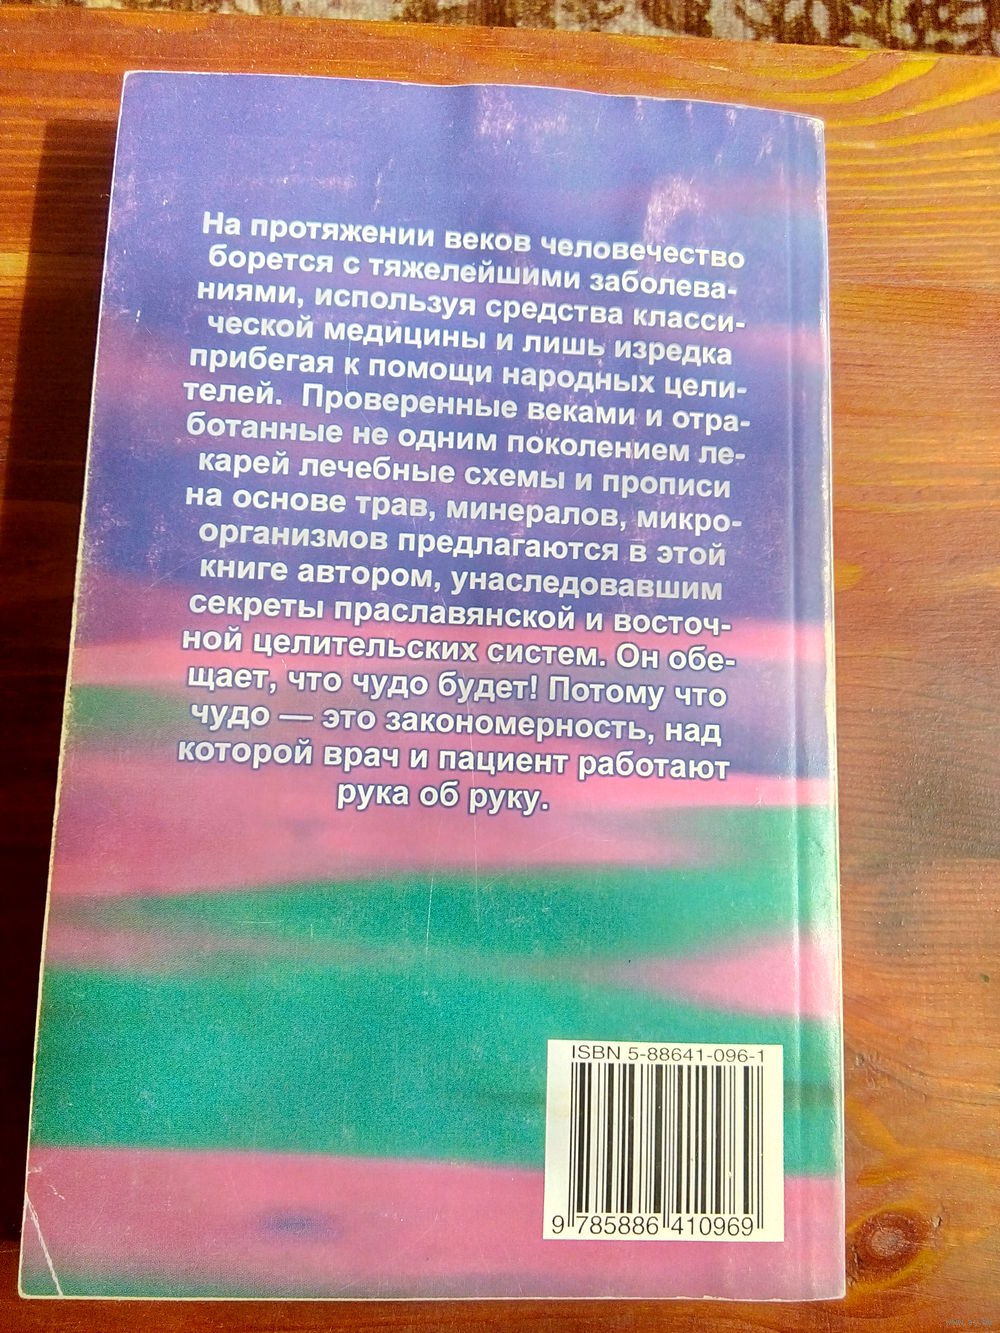 На протяжении веков человечество
борется с тяжелейшими заболева-
ниями, используя средства класси-
ческой медицины и лишь изредка
прибегая к помощи народных цели-
телей. Проверенные веками и отра-
ботанные не одним поколением ле-
карей лечебные схемы и прописи
на основе трав, минералов, микро-
организмов предлагаются в этой
книге автором, унаследовавшим
секреты праславянской и восточ-
ной целительских систем. Он обе-
щает, что чудо будет! Потому что
чудо — это закономерность, над
которой врач и пациент работают
рука об руку.
ISBN 5-88641-096-1
9 785886 410969